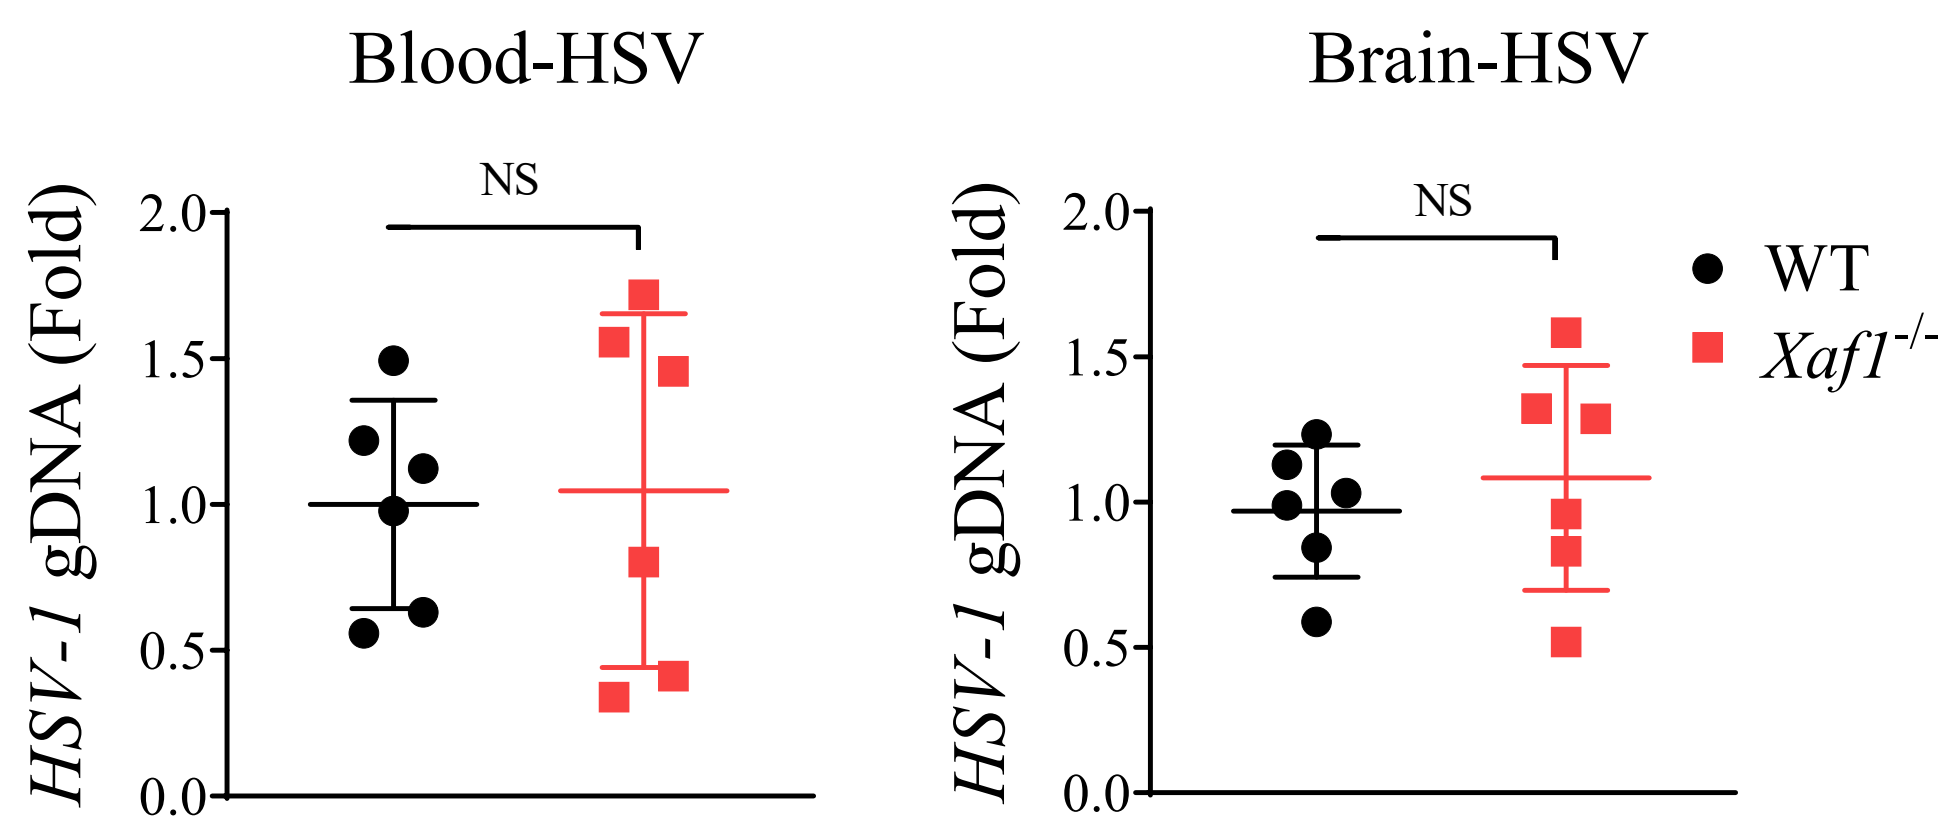 Blood-HSV
NS
HSV-1 gDNA (Fold)
2.0
1.5
1.0
0.5
0.0
Brain-HSV
NS
HSV-1 gDNA (Fold)
2.0
1.5
1.0
0.5
0.0
WT
Xaf1-/-